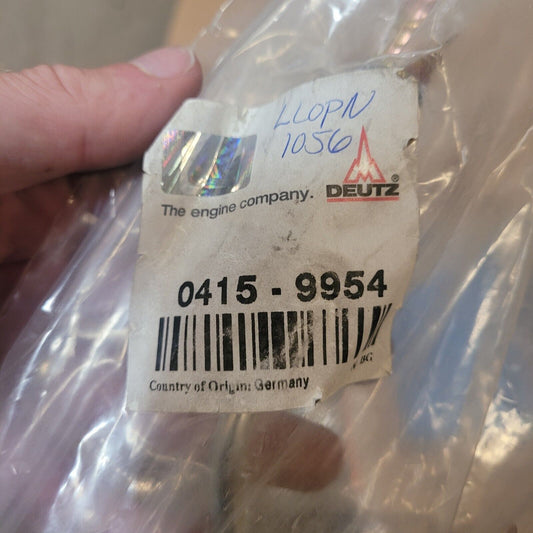 LLOPN
1056
DEUTZ®
The engine company.
0415 - 9954
Country of Origin: Germany